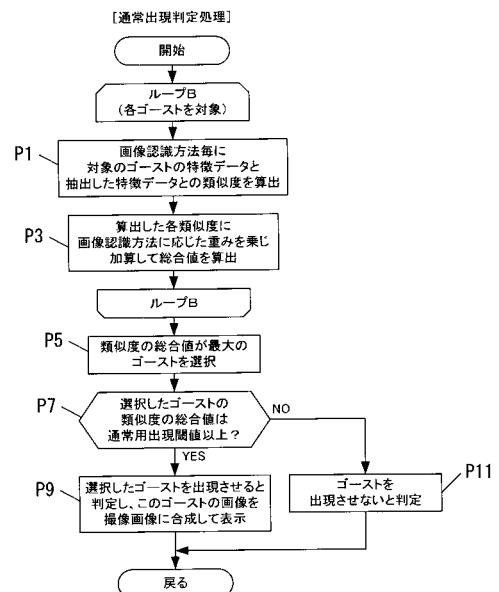 [通常出現判定処理]
開始
ループB
(各ゴーストを対象)
P1
画像認識方法毎に
対象のゴーストの特徴データと
抽出した特徴データとの類似度を算出
P3
算出した各類似度に
画像認識方法に応じた重みを乗じ
加算して総合値を算出
ループB
P5
類似度の総合値が最大の
ゴーストを選択
P7
選択したゴーストの
類似度の総合値は
通常用出現閾値以上?
NO
YES
P9
選択したゴーストを出現させると
判定し、このゴーストの画像を
撮像画像に合成して表示
ゴーストを
出現させないと判定
P11
戻る